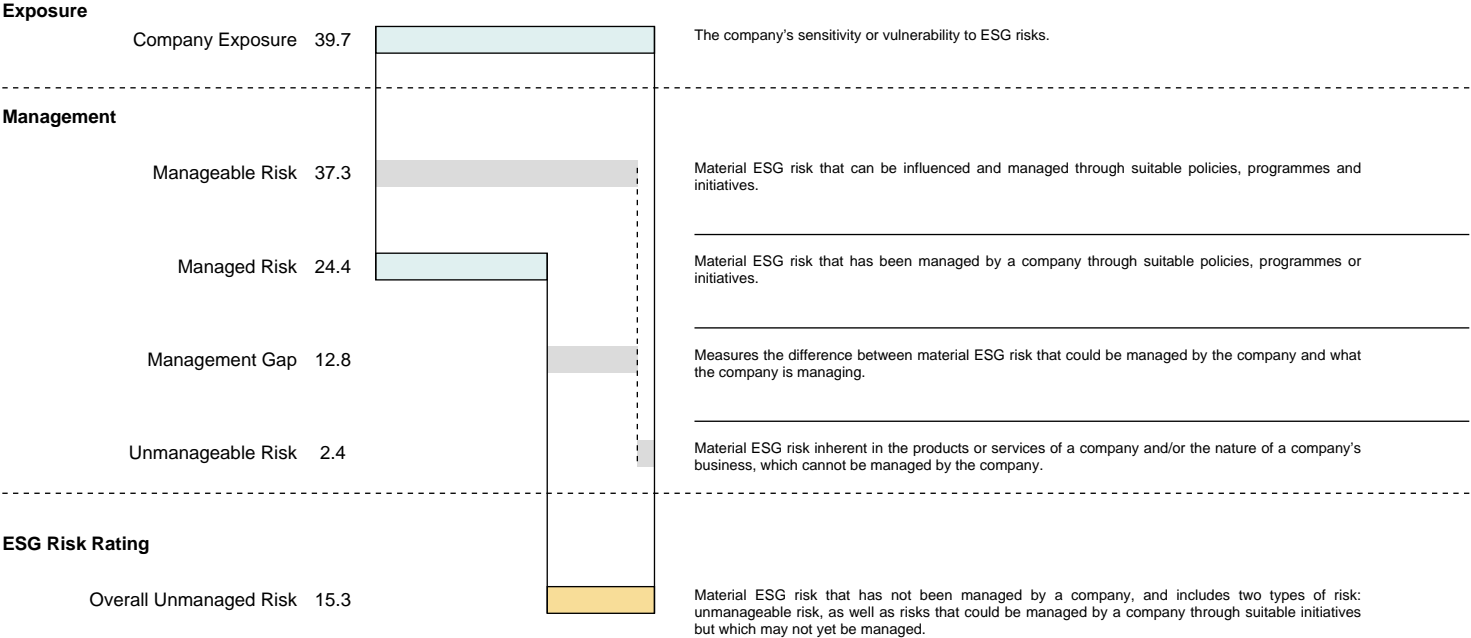 Exposure
Company Exposure 39.7
The company’s sensitivity or vulnerability to ESG risks.
Management
Manageable Risk 37.3
Material ESG risk that can be influenced and managed through suitable policies, programmes and
initiatives.
Managed Risk 24.4
Material ESG risk that has been managed by a company through suitable policies, programmes or
initiatives.
Management Gap 12.8
Measures the difference between material ESG risk that could be managed by the company and what
the company is managing.
Unmanageable Risk 2.4
Material ESG risk inherent in the products or services of a company and/or the nature of a company’s
business, which cannot be managed by the company.
ESG Risk Rating
Overall Unmanaged Risk 15.3
Material ESG risk that has not been managed by a company, and includes two types of risk:
unmanageable risk, as well as risks that could be managed by a company through suitable initiatives
but which may not yet be managed.